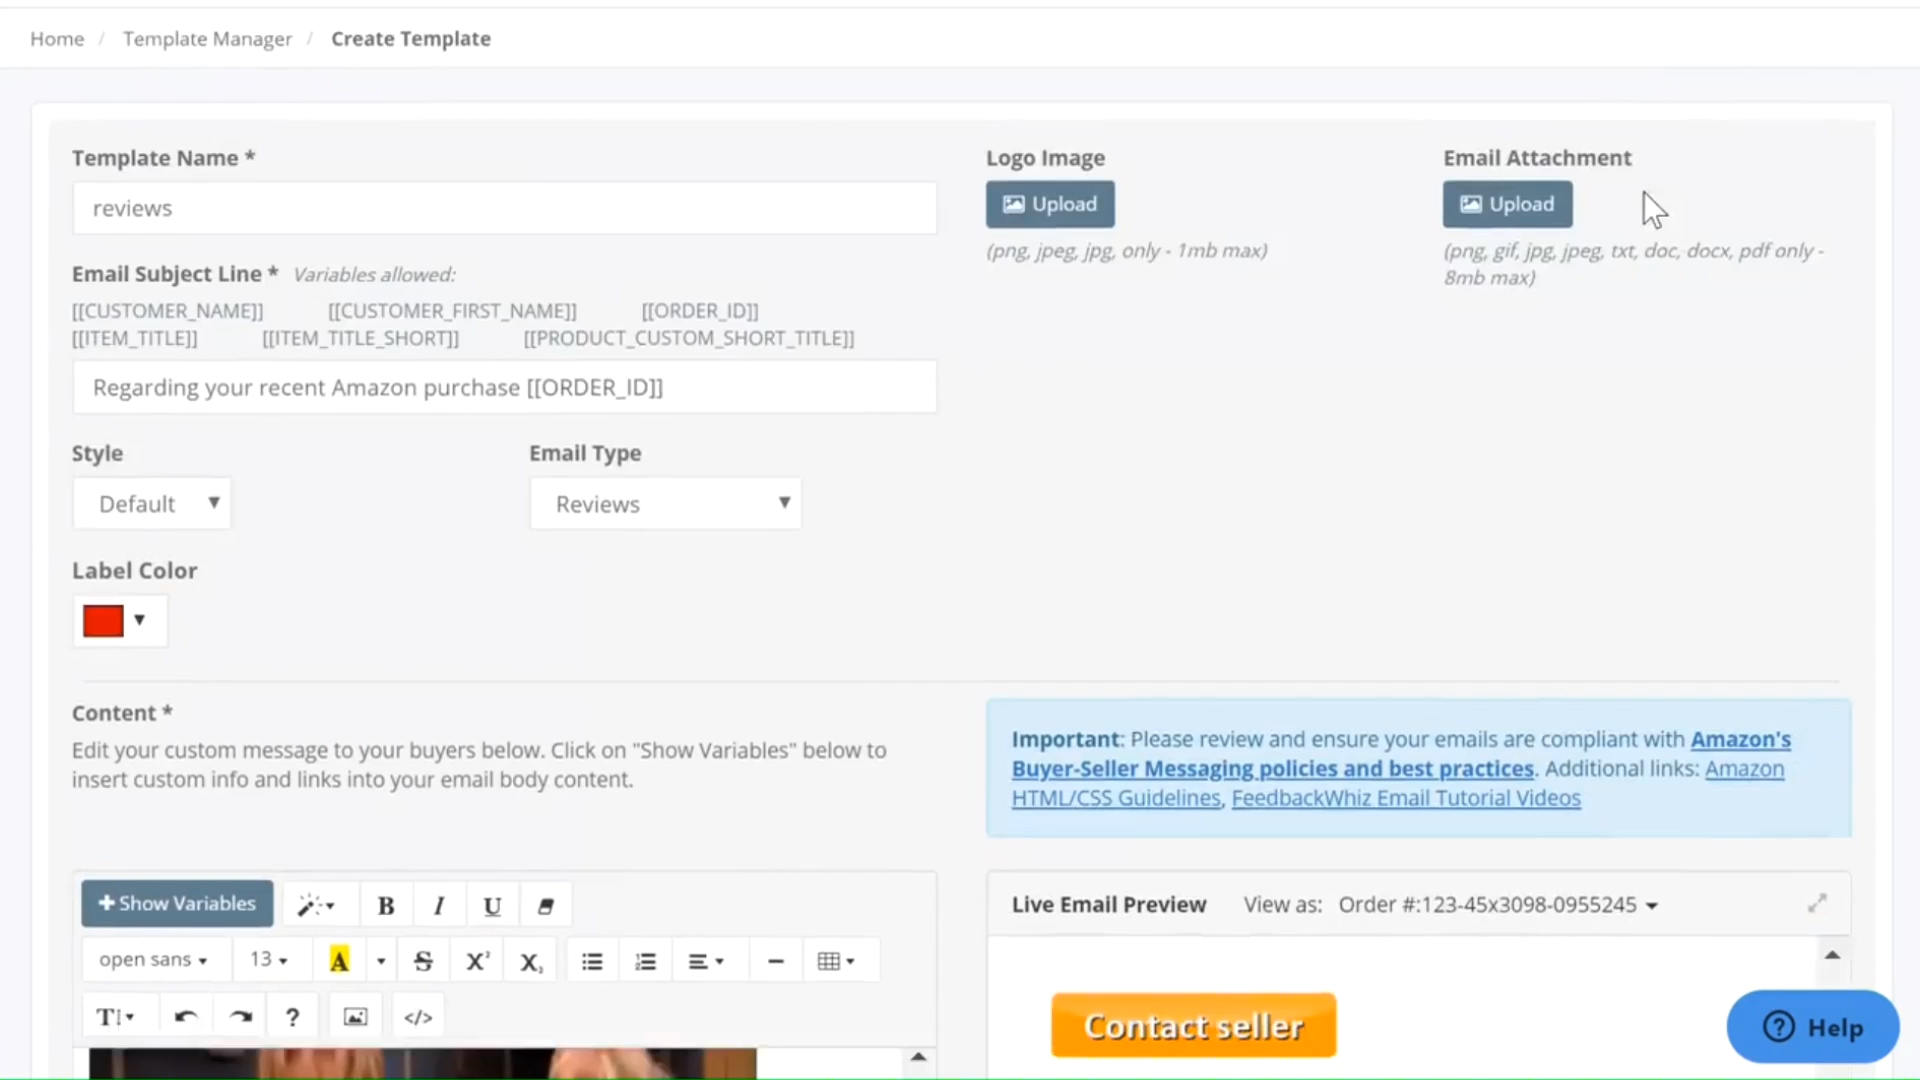 Home / Template Manager / Create Template
Template Name *
reviews
Logo Image
Upload
(png, jpeg, jpg, only - 1mb max)
Email Attachment
Upload
(png, gif, jpg, jpeg, txt, doc, docx, pdf only -
8mb max)
Email Subject Line * Variables allowed:
[[CUSTOMER_NAME]] [[CUSTOMER_FIRST_NAME]] [[ORDER_ID]]
[[ITEM_TITLE]] [[ITEM_TITLE_SHORT]] [[PRODUCT_CUSTOM_SHORT_TITLE]]
Regarding your recent Amazon purchase [[ORDER_ID]]
Style
Default
Email Type
Reviews
Label Color
Content *
Edit your custom message to your buyers below. Click on "Show Variables" below to
insert custom info and links into your email body content.
Important: Please review and ensure your emails are compliant with Amazon's
Buyer-Seller Messaging policies and best practices. Additional links: Amazon
HTML/CSS Guidelines, FeedbackWhiz Email Tutorial Videos
+ Show Variables B I U
open sans 13 A S X² X₂
T ? </>
Live Email Preview View as: Order #:123-45x3098-0955245
Contact seller
? Help